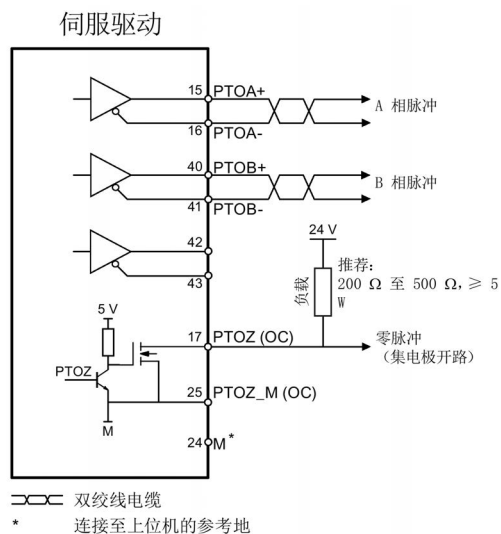 伺服驱动
15 PTOA+
A 相脉冲
16 PTOA-
40 PTOB+
B 相脉冲
41 PTOB-
42
43
24 V
负载
推荐:
200 Ω 至 500 Ω, ≥ 5
W
5 V
17 PTOZ (OC)
零脉冲
(集电极开路)
PTOZ
25 PTOZ_M (OC)
M
24 M*
双绞线电缆
* 连接至上位机的参考地